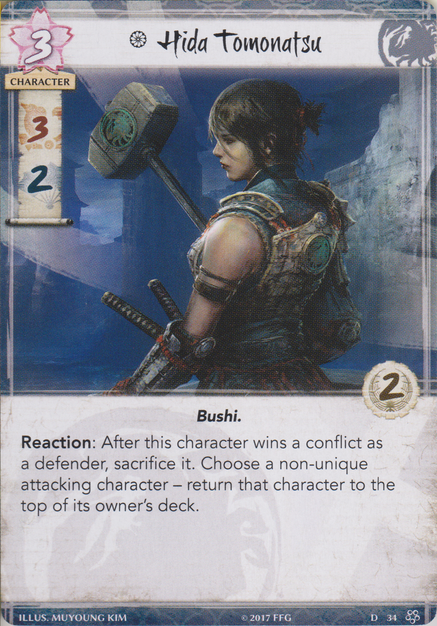 3
Hida Tomonatsu
CHARACTER
3
2
2
Bushi.
Reaction: After this character wins a conflict as
a defender, sacrifice it. Choose a non-unique
attacking character – return that character to the
top of its owner's deck.
ILLUS. MUYOUNG KIM
© 2017 FFG
D 34